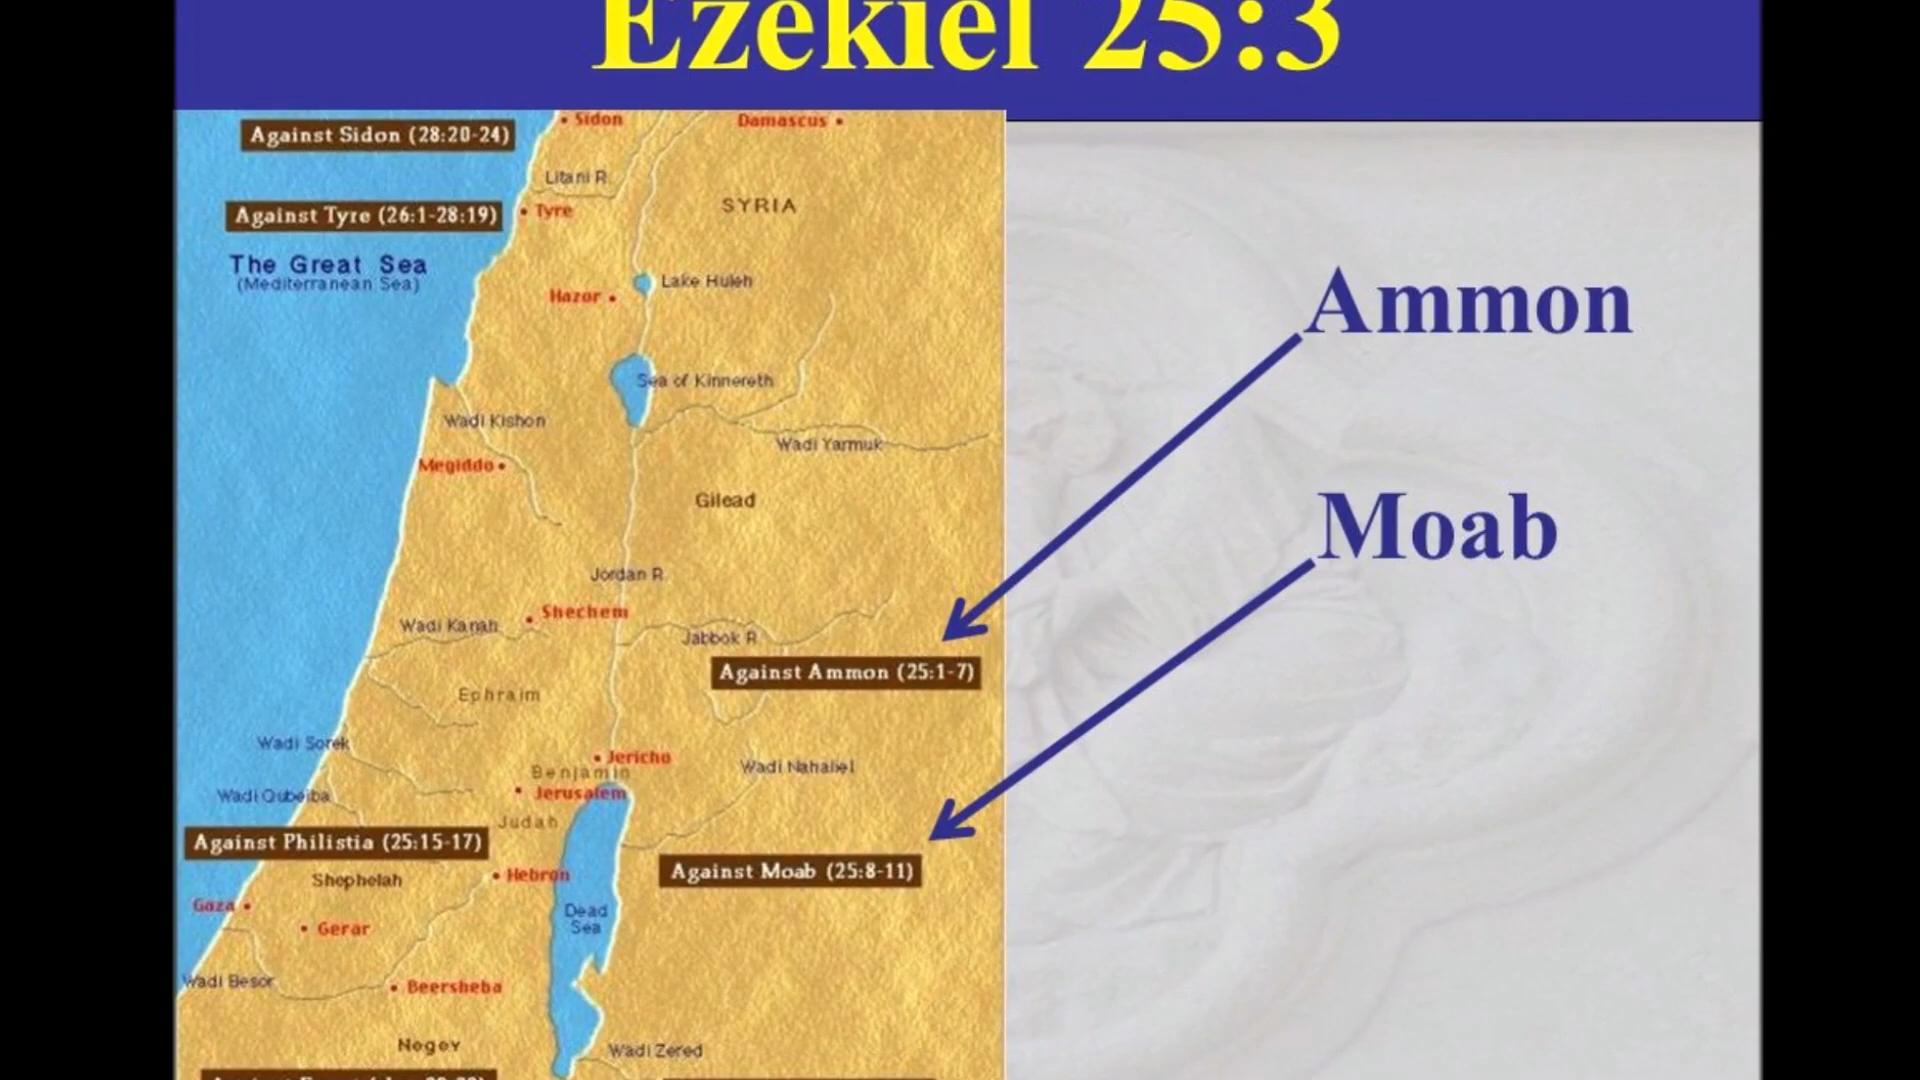 Ezekiel 25:3
Against Sidon (28:20-24)
Sidon
Damascus
Litani R.
Against Tyre (26:1-28:19)
Tyre
SYRIA
The Great Sea
(Mediterranean Sea)
Lake Huleh
Hazor
Ammon
Sea of Kinnereth
Wadi Kishon
Wadi Yarmuk
Megiddo
Gilead
Moab
Jordan R.
Shechem
Wadi Kanah
Jabbok R.
Against Ammon (25:1-7)
Ephraim
Wadi Sorek
Jericho
Wadi Nahaliel
Benjamin
Jerusalem
Wadi Qubeiba
Judah
Against Philistia (25:15-17)
Against Moab (25:8-11)
Hebron
Shephelah
Gaza
Dead
Sea
Gerar
Wadi Besor
Beersheba
Negev
Wadi Zered